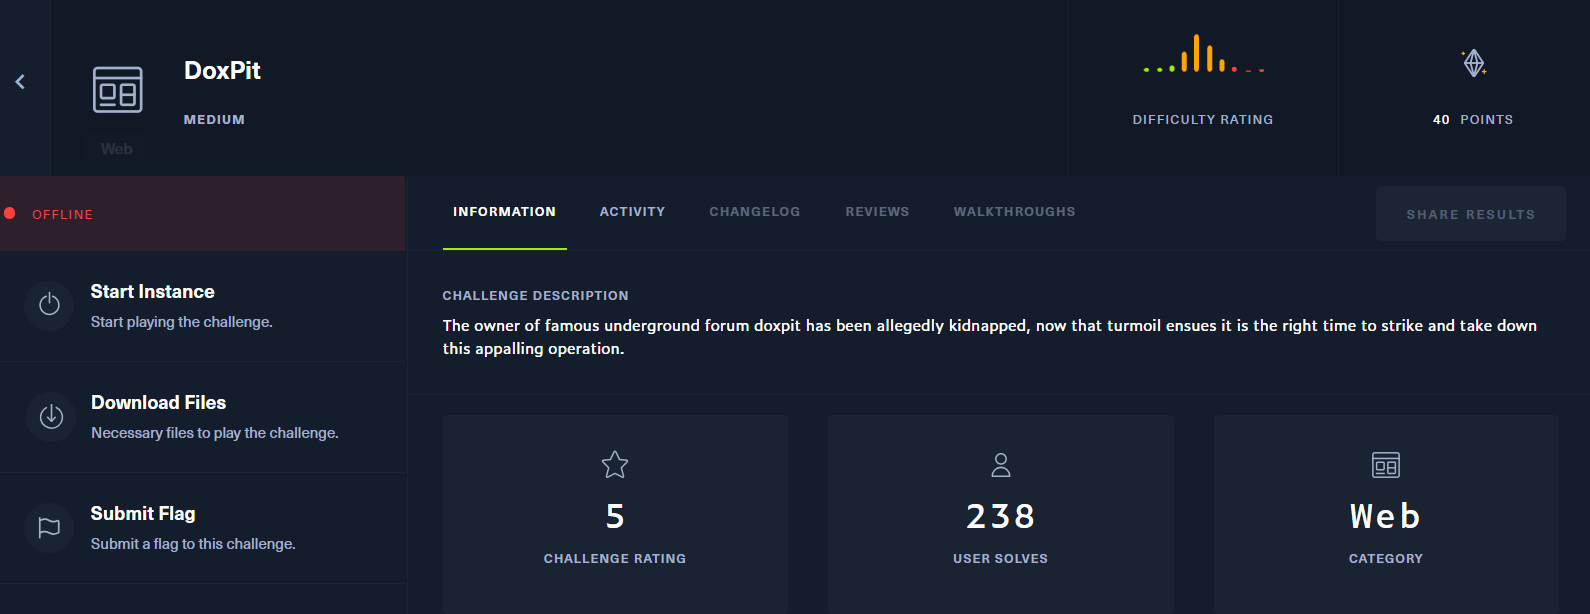 DoxPit
MEDIUM
Web
DIFFICULTY RATING
40 POINTS
OFFLINE
Start Instance
Start playing the challenge.
Download Files
Necessary files to play the challenge.
Submit Flag
Submit a flag to this challenge.
INFORMATION ACTIVITY CHANGELOG REVIEWS WALKTHROUGHS
SHARE RESULTS
CHALLENGE DESCRIPTION
The owner of famous underground forum doxpit has been allegedly kidnapped, now that turmoil ensues it is the right time to strike and take down
this appalling operation.
5
CHALLENGE RATING
238
USER SOLVES
Web
CATEGORY